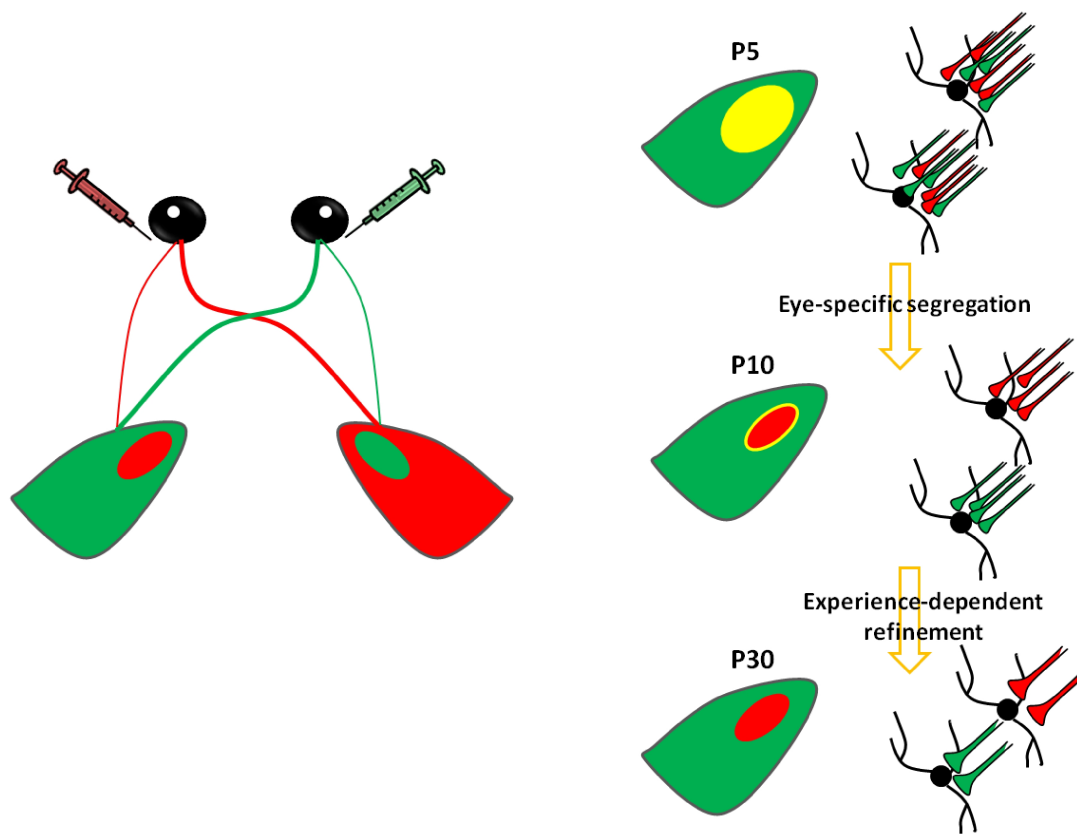 P5
Eye-specific segregation
P10
Experience-dependent
refinement
P30